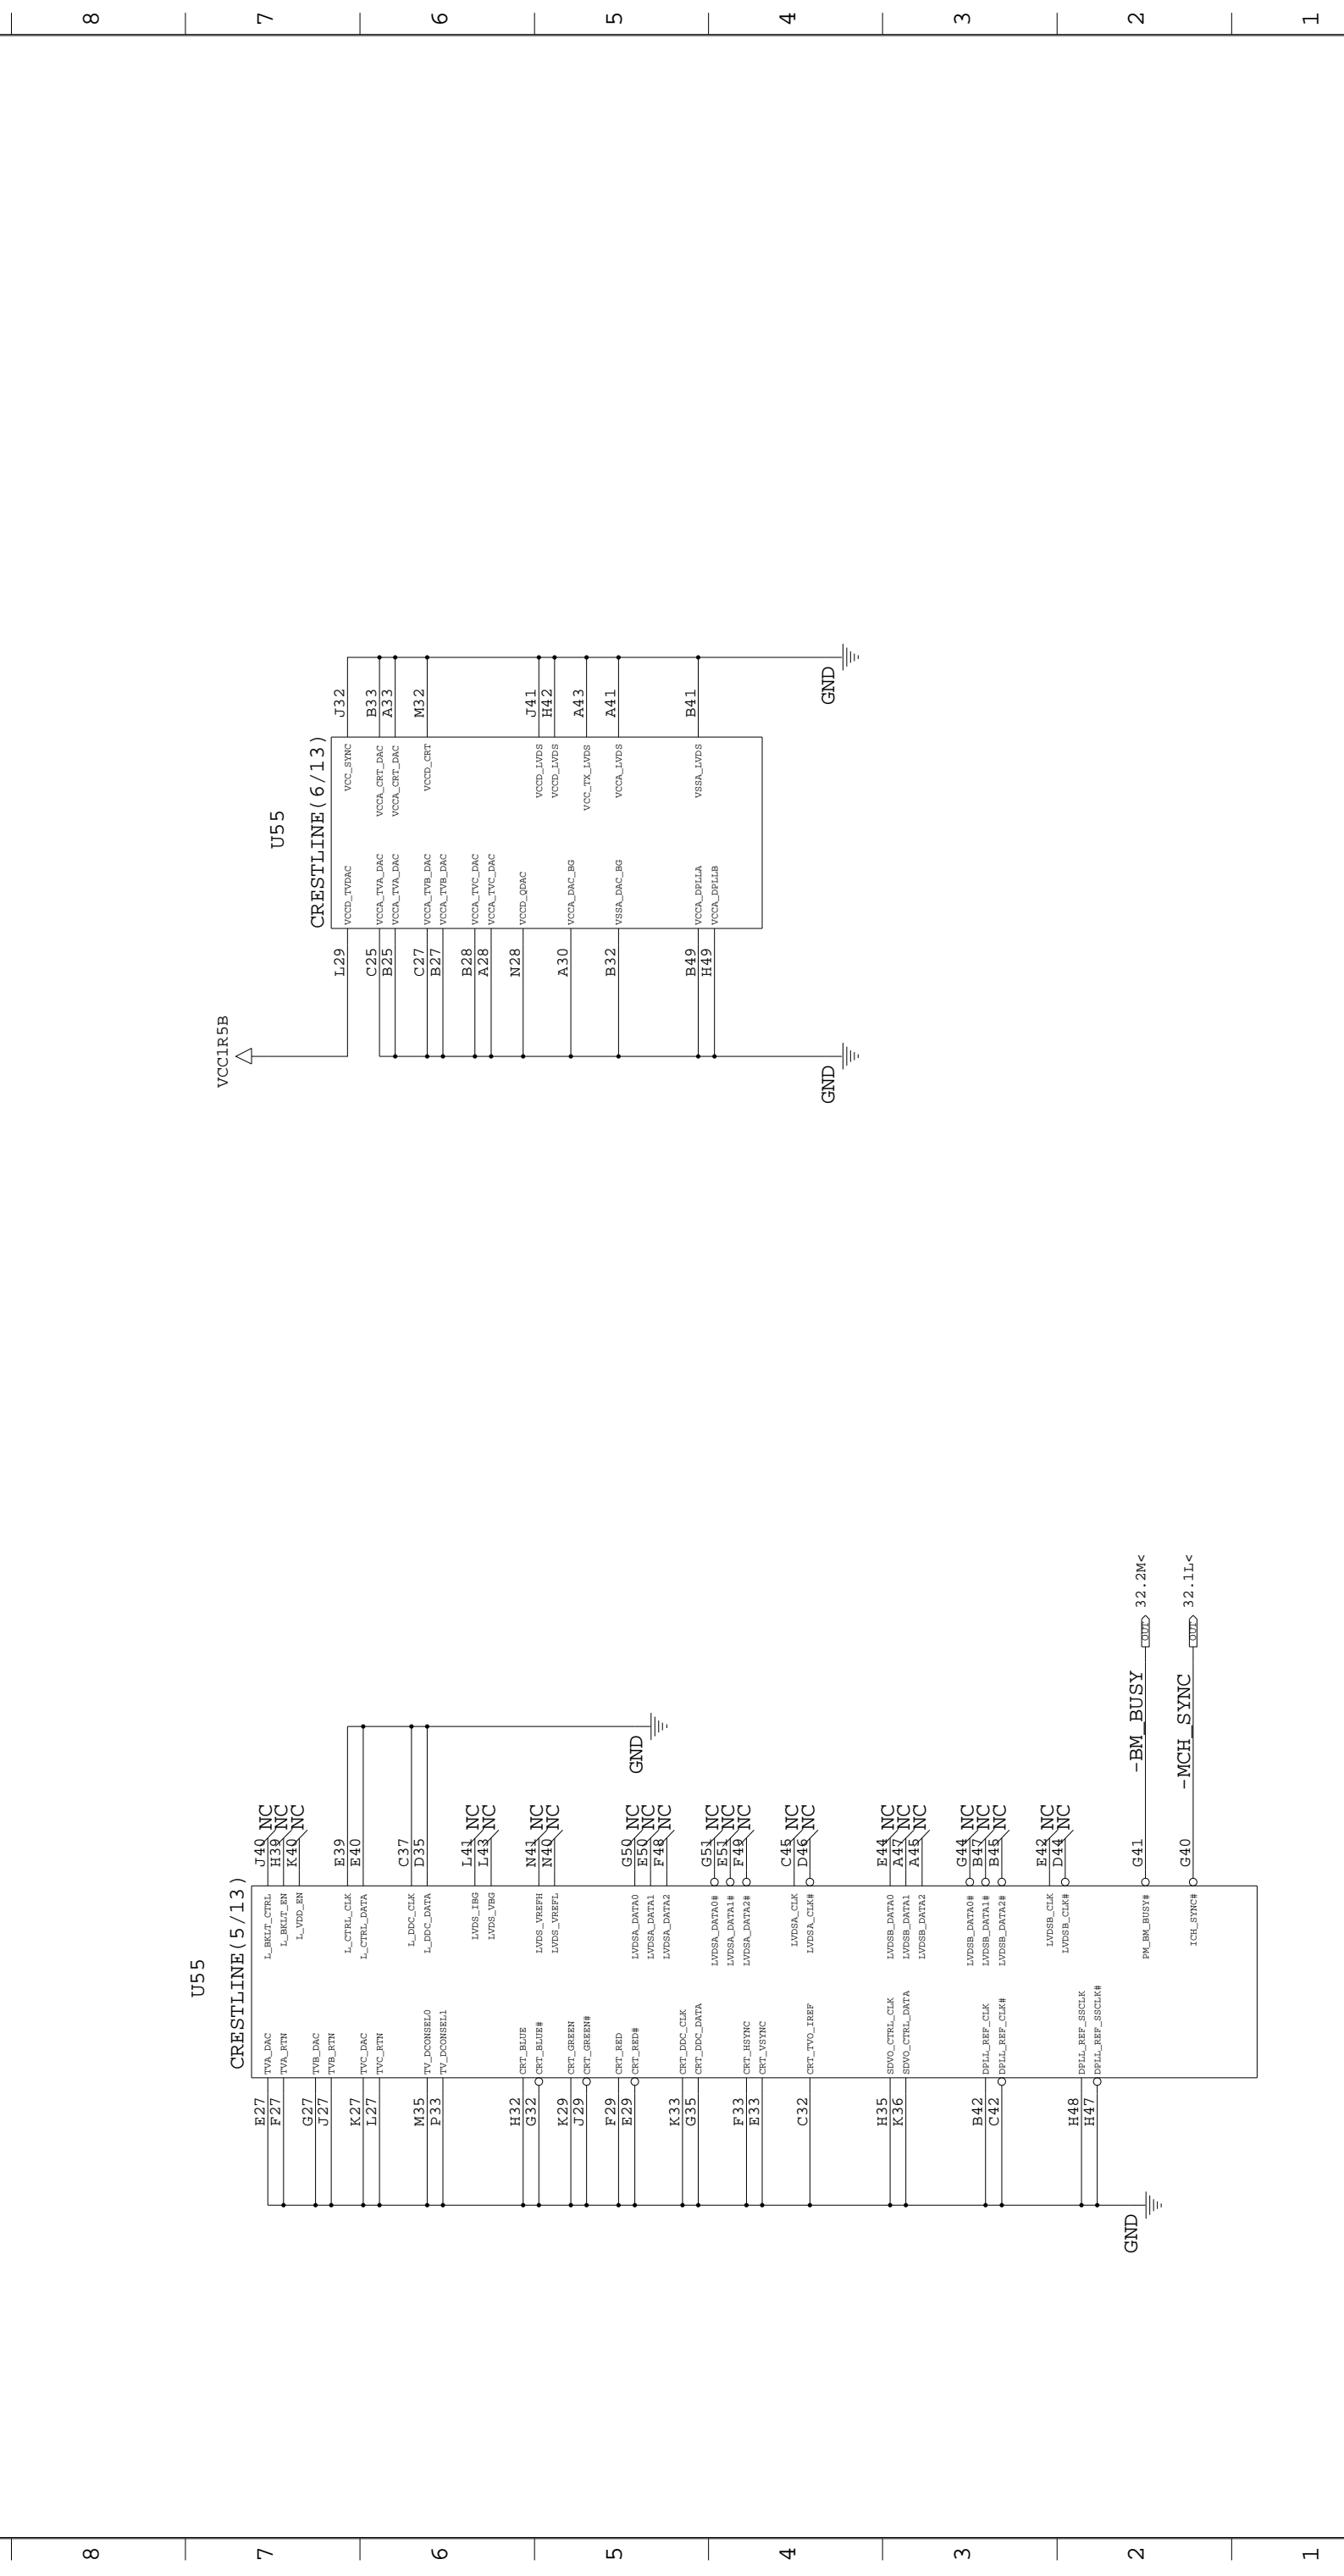 8 7 6 5 4 3 2 1
U55
CRESTLINE(5/13)
E27 TVA_DAC
F27 TVA_RTN
G27 TVB_DAC
J27 TVB_RTN
K27 TVC_DAC
L27 TVC_RTN
M35 TV_DCONSEL0
P33 TV_DCONSEL1
H32 CRT_BLUE
G32 CRT_BLUE#
K29 CRT_GREEN
J29 CRT_GREEN#
F29 CRT_RED
E29 CRT_RED#
K33 CRT_DDC_CLK
G35 CRT_DDC_DATA
F33 CRT_HSYNC
E33 CRT_VSYNC
C32 CRT_TVO_IREF
H35 SDVO_CTRL_CLK
K36 SDVO_CTRL_DATA
B42 DPLL_REF_CLK
C42 DPLL_REF_CLK#
H48 DPLL_REF_SSCLK
H47 DPLL_REF_SSCLK#
GND
L_BKLT_CTRL J40 NC
L_BKLT_EN H39 NC
L_VDD_EN K40 NC
L_CTRL_CLK E39
L_CTRL_DATA E40
L_DDC_CLK C37
L_DDC_DATA D35
GND
LVDS_IBG L41 NC
LVDS_VBG L43 NC
LVDS_VREFH N41 NC
LVDS_VREFL N40 NC
LVDSA_DATA0 G50 NC
LVDSA_DATA1 E50 NC
LVDSA_DATA2 F48 NC
LVDSA_DATA0# G51 NC
LVDSA_DATA1# E51 NC
LVDSA_DATA2# F49 NC
LVDSA_CLK C45 NC
LVDSA_CLK# D46 NC
LVDSB_DATA0 E44 NC
LVDSB_DATA1 A47 NC
LVDSB_DATA2 A45 NC
LVDSB_DATA0# G44 NC
LVDSB_DATA1# B47 NC
LVDSB_DATA2# B45 NC
LVDSB_CLK E42 NC
LVDSB_CLK# D44 NC
PM_BM_BUSY# G41 -BM_BUSY OUT 32.2M<
ICH_SYNC# G40 -MCH_SYNC OUT 32.1L<
VCC1R5B
U55
CRESTLINE(6/13)
L29 VCCD_TVDAC
C25 VCCA_TVA_DAC
B25 VCCA_TVA_DAC
C27 VCCA_TVB_DAC
B27 VCCA_TVB_DAC
B28 VCCA_TVC_DAC
A28 VCCA_TVC_DAC
N28 VCCD_QDAC
A30 VCCA_DAC_BG
B32 VSSA_DAC_BG
B49 VCCA_DPLLA
H49 VCCA_DPLLB
GND
VCC_SYNC J32
VCCA_CRT_DAC B33
VCCA_CRT_DAC A33
VCCD_CRT M32
VCCD_LVDS J41
VCCD_LVDS H42
VCC_TX_LVDS A43
VCCA_LVDS A41
VSSA_LVDS B41
GND
8 7 6 5 4 3 2 1